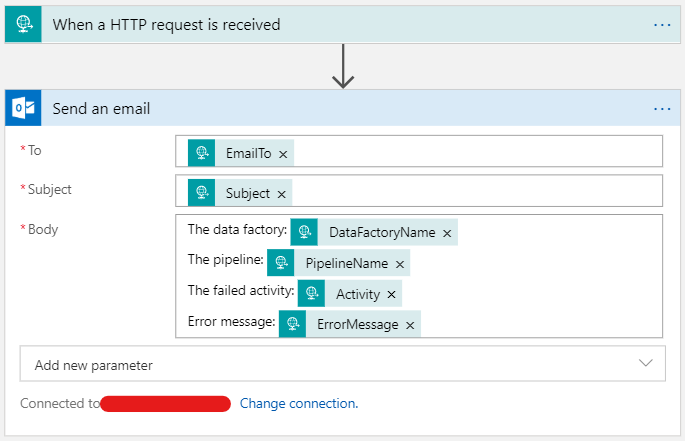 When a HTTP request is received ...
Send an email ...
* To EmailTo ×
* Subject Subject ×
* Body The data factory: DataFactoryName ×
The pipeline: PipelineName ×
The failed activity: Activity ×
Error message: ErrorMessage ×
Add new parameter
Connected to Change connection.